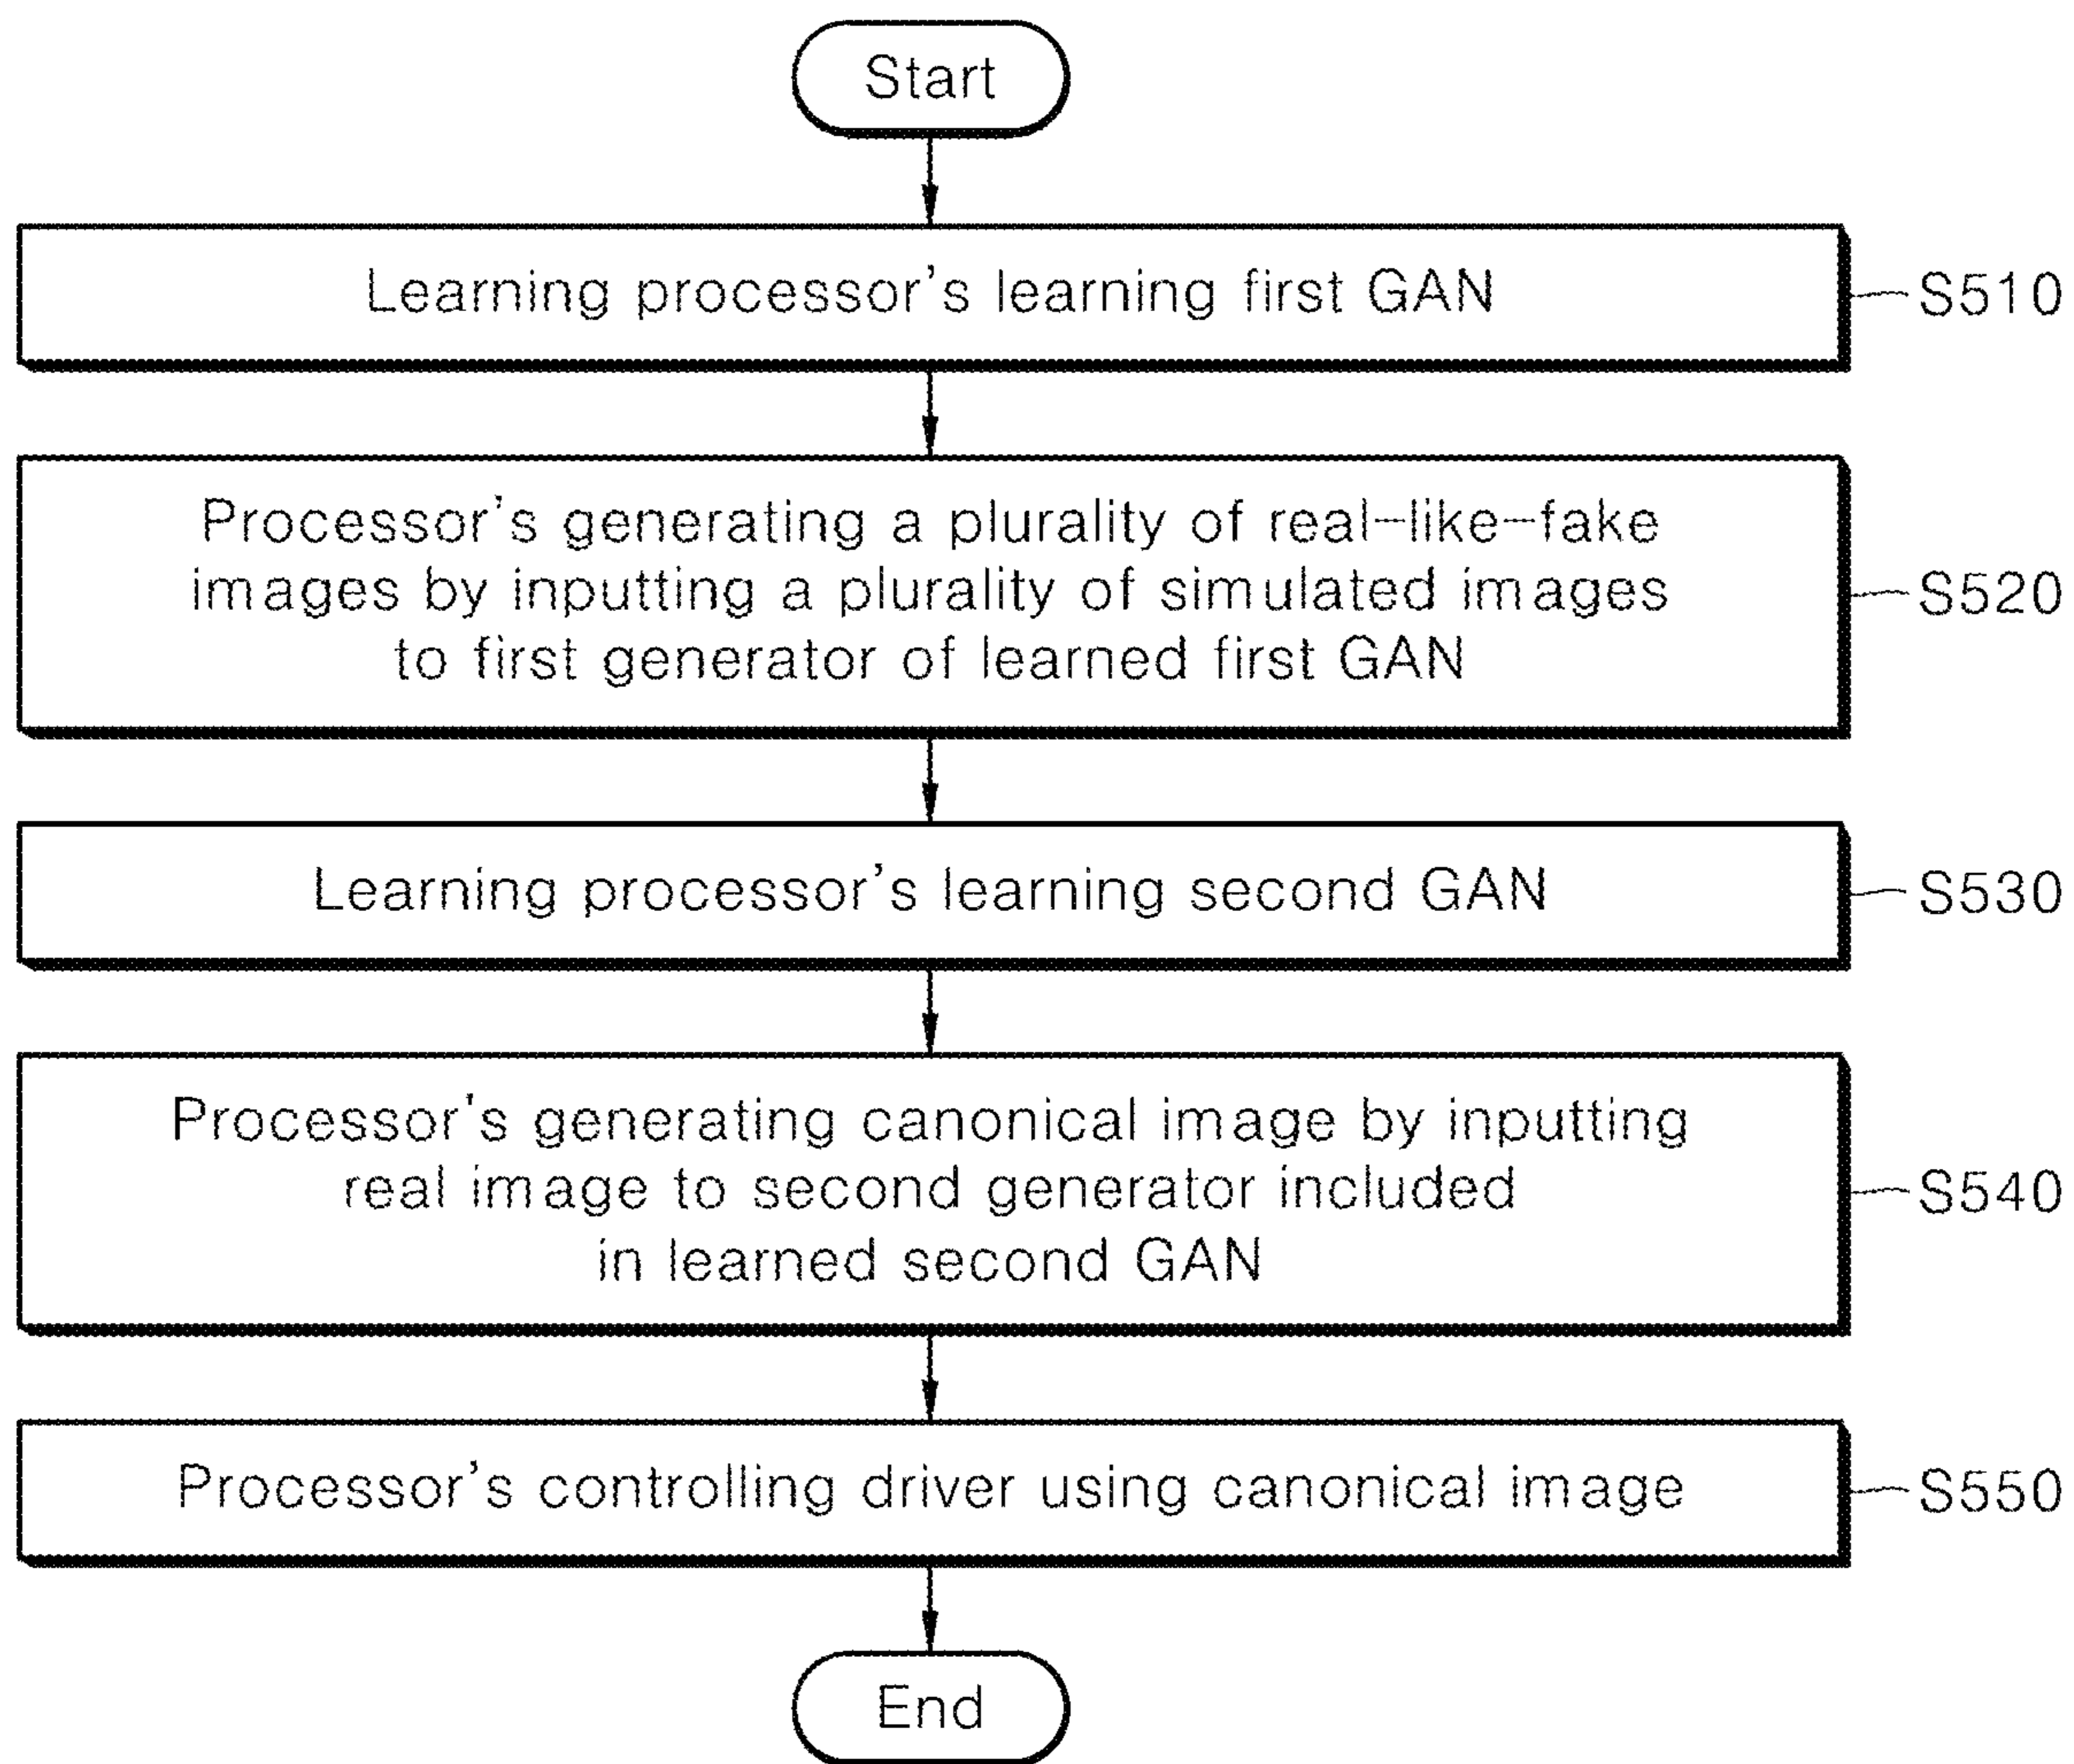 Start
Learning processor's learning first GAN
S510
Processor's generating a plurality of real-like-fake
images by inputting a plurality of simulated images
to first generator of learned first GAN
S520
Learning processor's learning second GAN
S530
Processor's generating canonical image by inputting
real image to second generator included
in learned second GAN
S540
Processor's controlling driver using canonical image
S550
End